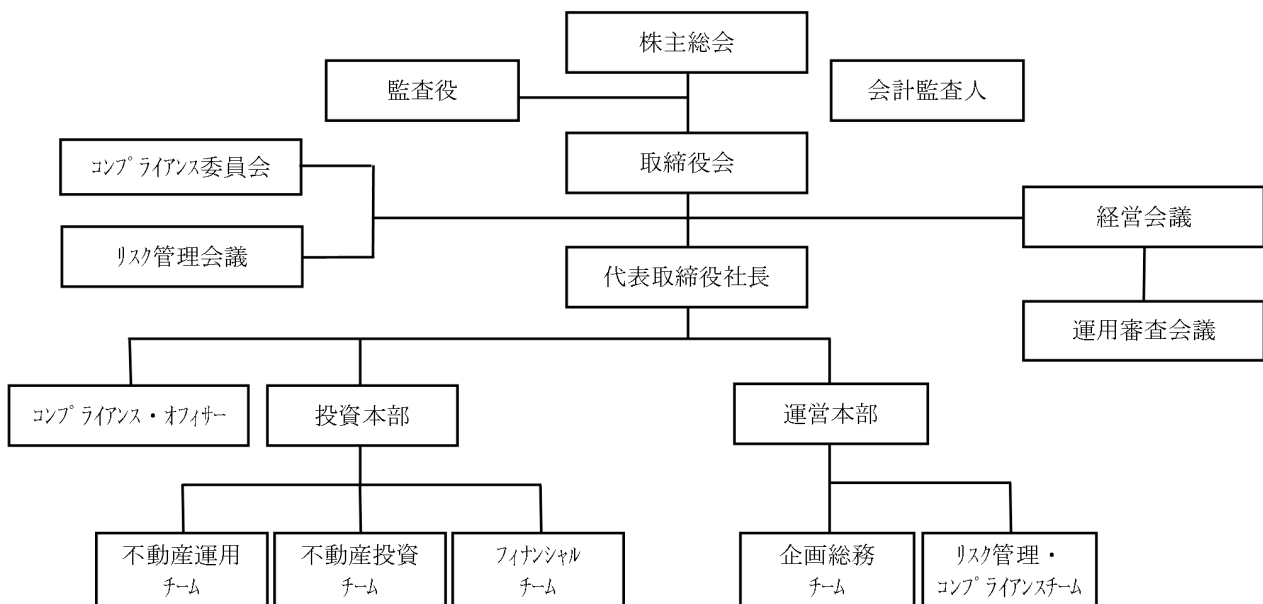 株主総会
監査役
会計監査人
取締役会
コンプライアンス委員会
経営会議
リスク管理会議
代表取締役社長
運用審査会議
コンプライアンス・オフィサー
投資本部
運営本部
不動産運用
チーム
不動産投資
チーム
フィナンシャル
チーム
企画総務
チーム
リスク管理・
コンプライアンスチーム